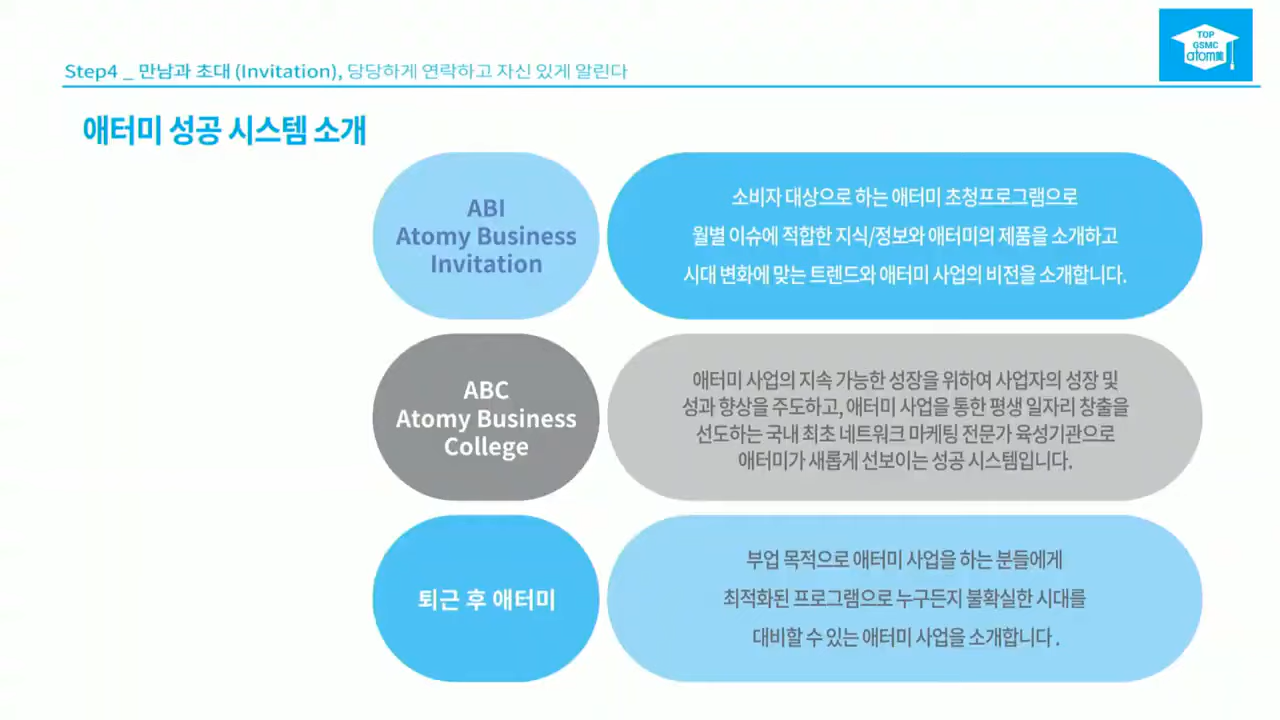 TOP
GSMC
atom美
Step4 _ 만남과 초대 (Invitation), 당당하게 연락하고 자신 있게 알린다
애터미 성공 시스템 소개
ABI
Atomy Business
Invitation
소비자 대상으로 하는 애터미 초청프로그램으로
월별 이슈에 적합한 지식/정보와 애터미의 제품을 소개하고
시대 변화에 맞는 트렌드와 애터미 사업의 비전을 소개합니다.
ABC
Atomy Business
College
애터미 사업의 지속 가능한 성장을 위하여 사업자의 성장 및
성과 향상을 주도하고, 애터미 사업을 통한 평생 일자리 창출을
선도하는 국내 최초 네트워크 마케팅 전문가 육성기관으로
애터미가 새롭게 선보이는 성공 시스템입니다.
퇴근 후 애터미
부업 목적으로 애터미 사업을 하는 분들에게
최적화된 프로그램으로 누구든지 불확실한 시대를
대비할 수 있는 애터미 사업을 소개합니다 .